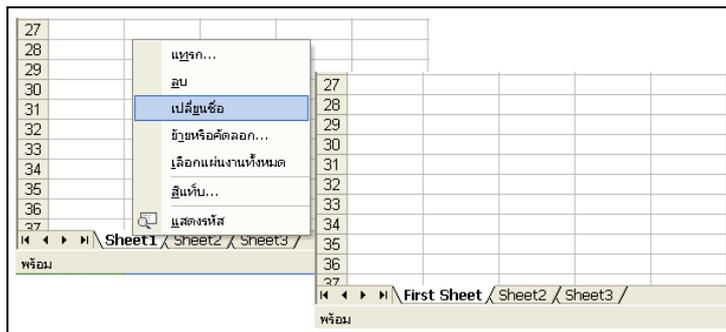 27
28
29
30
31
32
33
34
35
36
37
แทรก...
ลบ
เปลี่ยนชื่อ
ย้ายหรือคัดลอก...
เลือกแผ่นงานทั้งหมด
สีแท็บ...
แสดงรหัส
Sheet1 Sheet2 Sheet3
พร้อม
27
28
29
30
31
32
33
34
35
36
37
First Sheet Sheet2 Sheet3
พร้อม